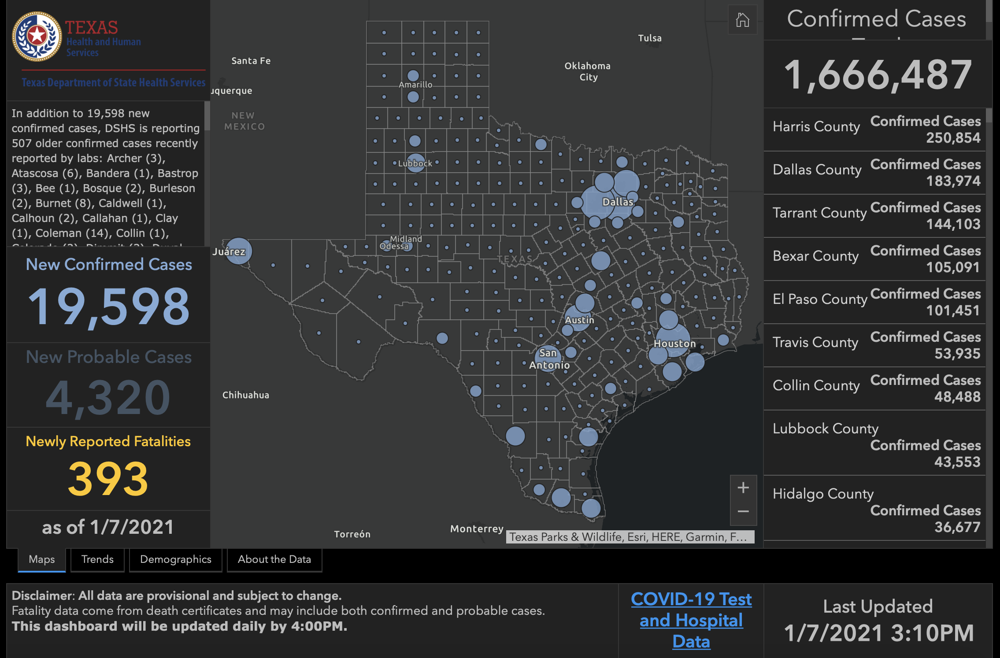 TEXAS
Health and Human
Services
Texas Department of State Health Services
In addition to 19,598 new
confirmed cases, DSHS is reporting
507 older confirmed cases recently
reported by labs: Archer (3),
Atascosa (6), Bandera (1), Bastrop
(3), Bee (1), Bosque (2), Burleson
(2), Burnet (8), Caldwell (1),
Calhoun (2), Callahan (1), Clay
(1), Coleman (14), Collin (1),
New Confirmed Cases
19,598
New Probable Cases
4,320
Newly Reported Fatalities
393
as of 1/7/2021
Santa Fe
uquerque
NEW
MEXICO
Tulsa
Oklahoma
City
Amarillo
Lubbock
Dallas
Midland
Odessa
Juárez
TEXAS
Austin
Houston
San
Antonio
Chihuahua
Torreón
Monterrey
+
−
Texas Parks & Wildlife, Esri, HERE, Garmin, F...
Confirmed Cases
1,666,487
Harris County Confirmed Cases
250,854
Dallas County Confirmed Cases
183,974
Tarrant County Confirmed Cases
144,103
Bexar County Confirmed Cases
105,091
El Paso County Confirmed Cases
101,451
Travis County Confirmed Cases
53,935
Collin County Confirmed Cases
48,488
Lubbock County
Confirmed Cases
43,553
Hidalgo County
Confirmed Cases
36,677
Maps Trends Demographics About the Data
Disclaimer: All data are provisional and subject to change.
Fatality data come from death certificates and may include both confirmed and probable cases.
This dashboard will be updated daily by 4:00PM.
COVID-19 Test
and Hospital
Data
Last Updated
1/7/2021 3:10PM